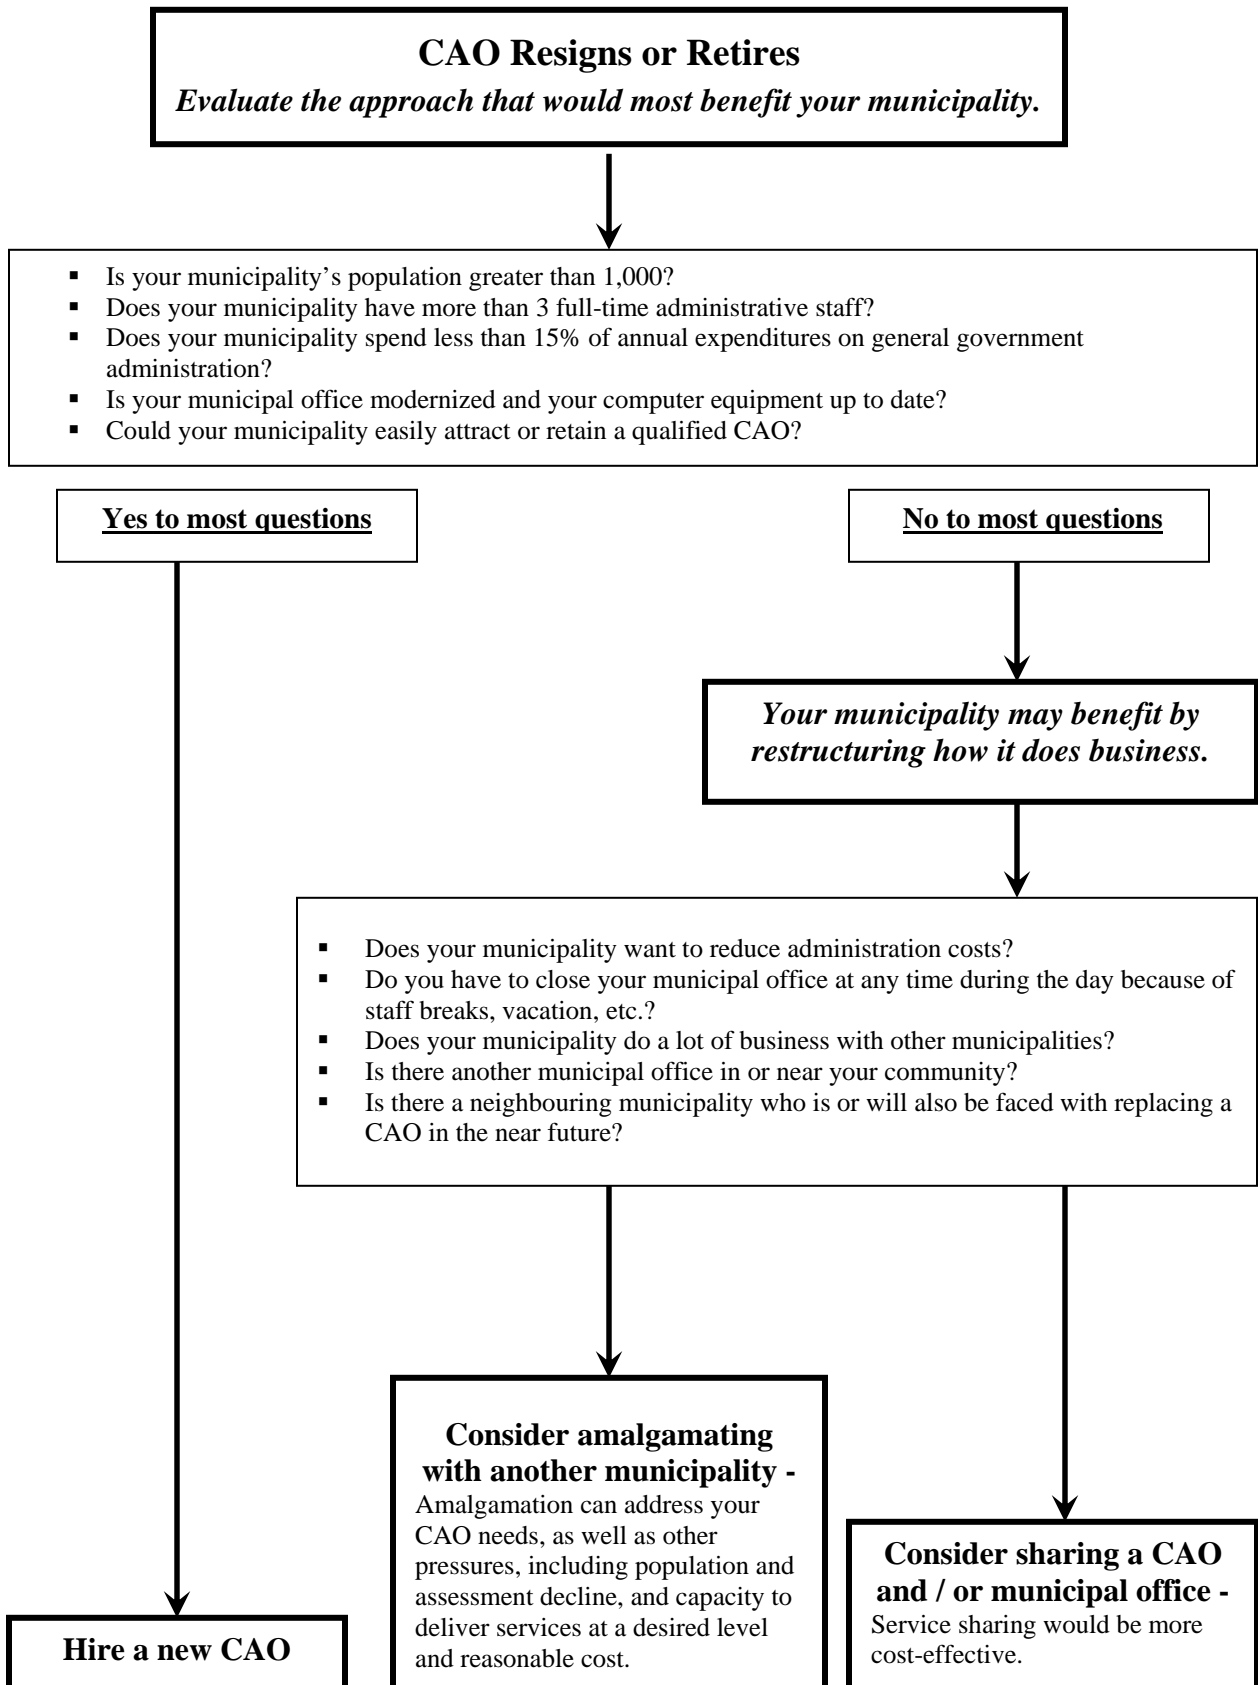 CAO Resigns or Retires
Evaluate the approach that would most benefit your municipality.
▪ Is your municipality’s population greater than 1,000?
▪ Does your municipality have more than 3 full-time administrative staff?
▪ Does your municipality spend less than 15% of annual expenditures on general government
administration?
▪ Is your municipal office modernized and your computer equipment up to date?
▪ Could your municipality easily attract or retain a qualified CAO?
Yes to most questions
No to most questions
Your municipality may benefit by
restructuring how it does business.
▪ Does your municipality want to reduce administration costs?
▪ Do you have to close your municipal office at any time during the day because of
staff breaks, vacation, etc.?
▪ Does your municipality do a lot of business with other municipalities?
▪ Is there another municipal office in or near your community?
▪ Is there a neighbouring municipality who is or will also be faced with replacing a
CAO in the near future?
Hire a new CAO
Consider amalgamating
with another municipality -
Amalgamation can address your
CAO needs, as well as other
pressures, including population and
assessment decline, and capacity to
deliver services at a desired level
and reasonable cost.
Consider sharing a CAO
and / or municipal office -
Service sharing would be more
cost-effective.